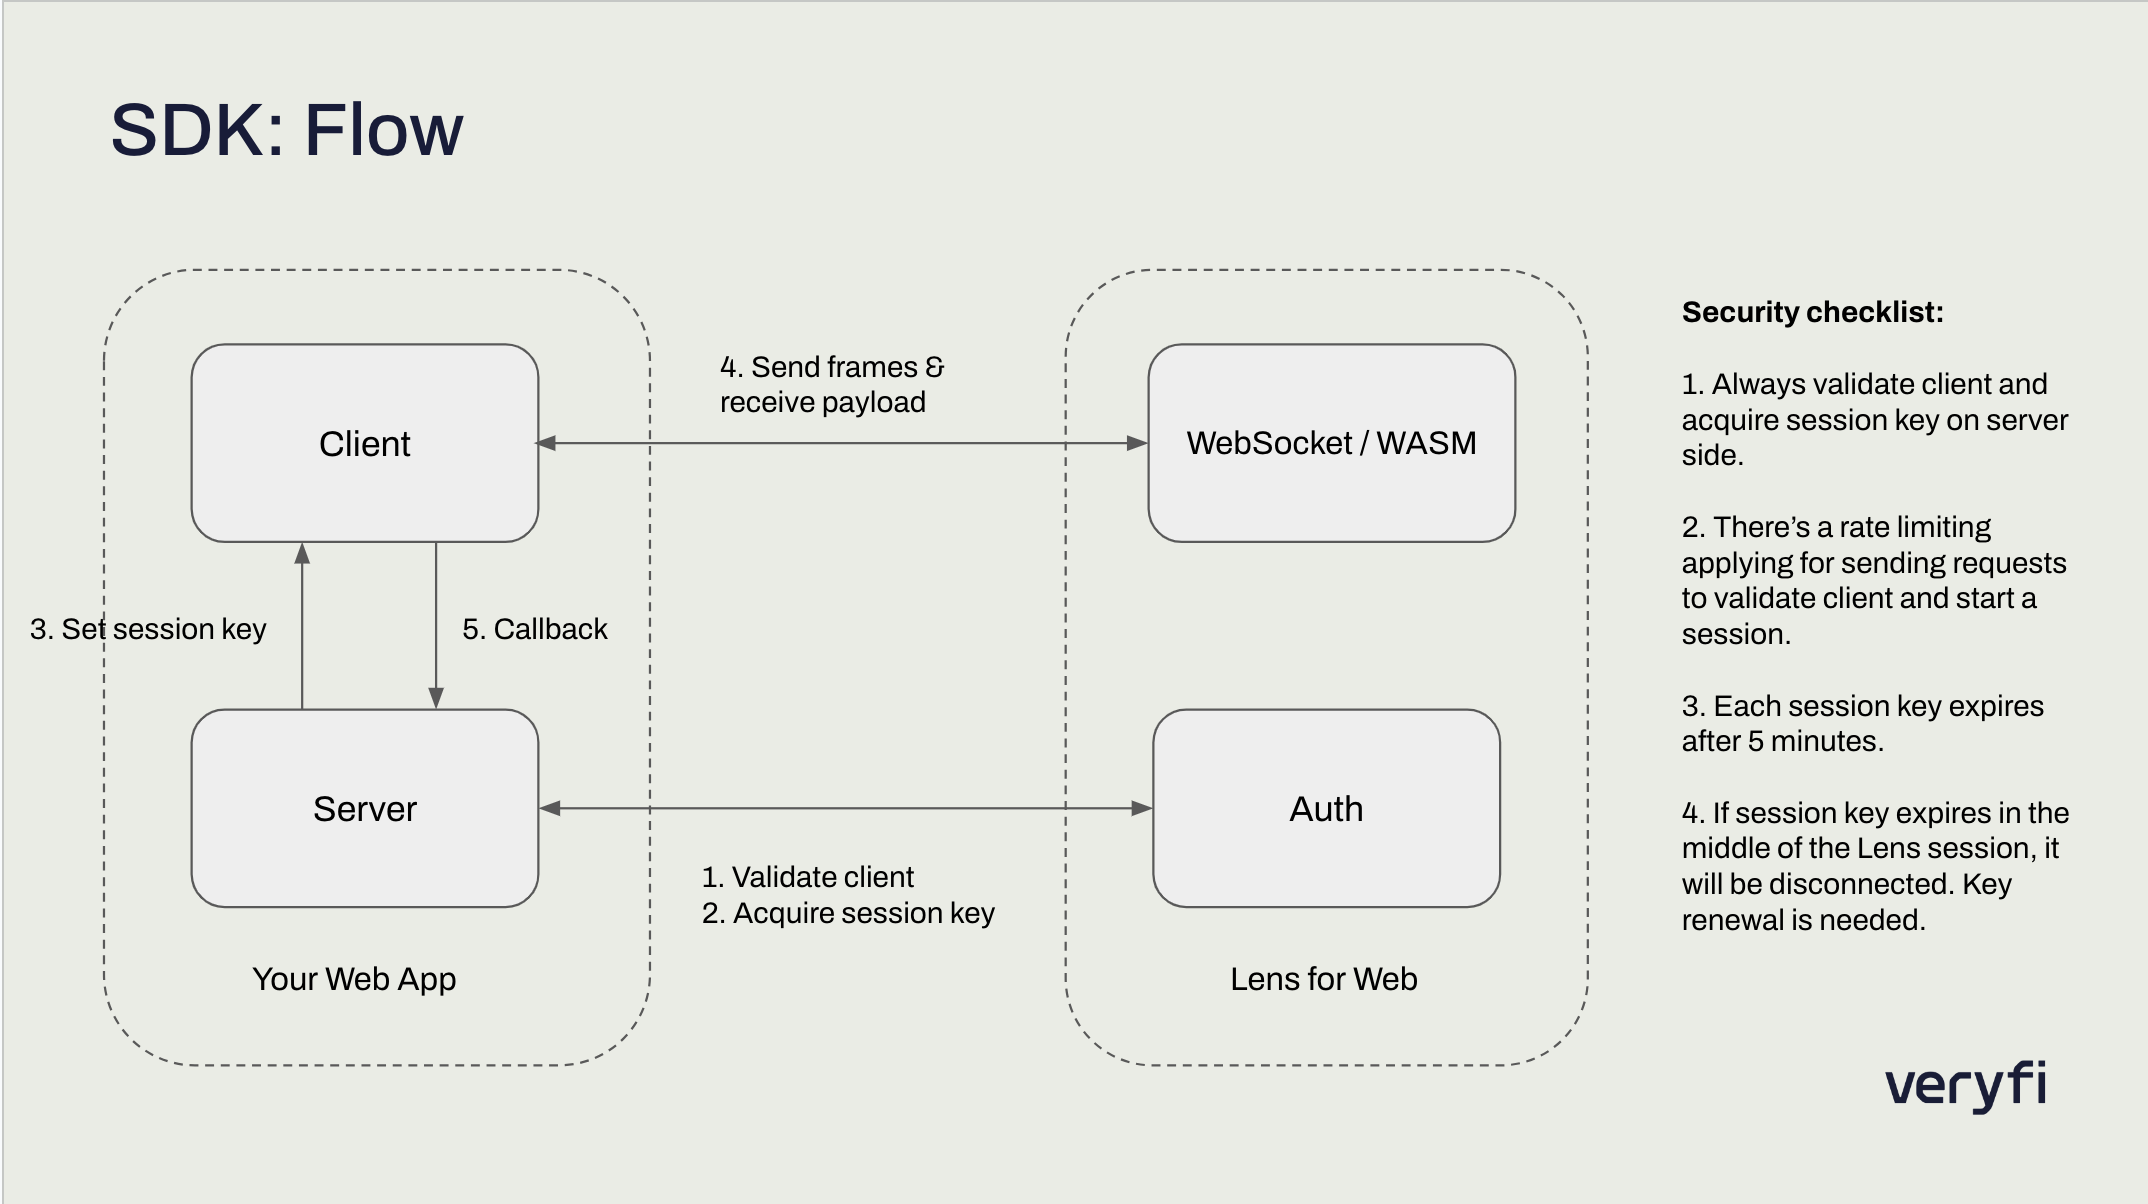 SDK: Flow
Client
4. Send frames &
receive payload
WebSocket / WASM
3. Set session key
5. Callback
Server
Auth
1. Validate client
2. Acquire session key
Your Web App
Lens for Web
Security checklist:
1. Always validate client and
acquire session key on server
side.
2. There’s a rate limiting
applying for sending requests
to validate client and start a
session.
3. Each session key expires
after 5 minutes.
4. If session key expires in the
middle of the Lens session, it
will be disconnected. Key
renewal is needed.
veryfi